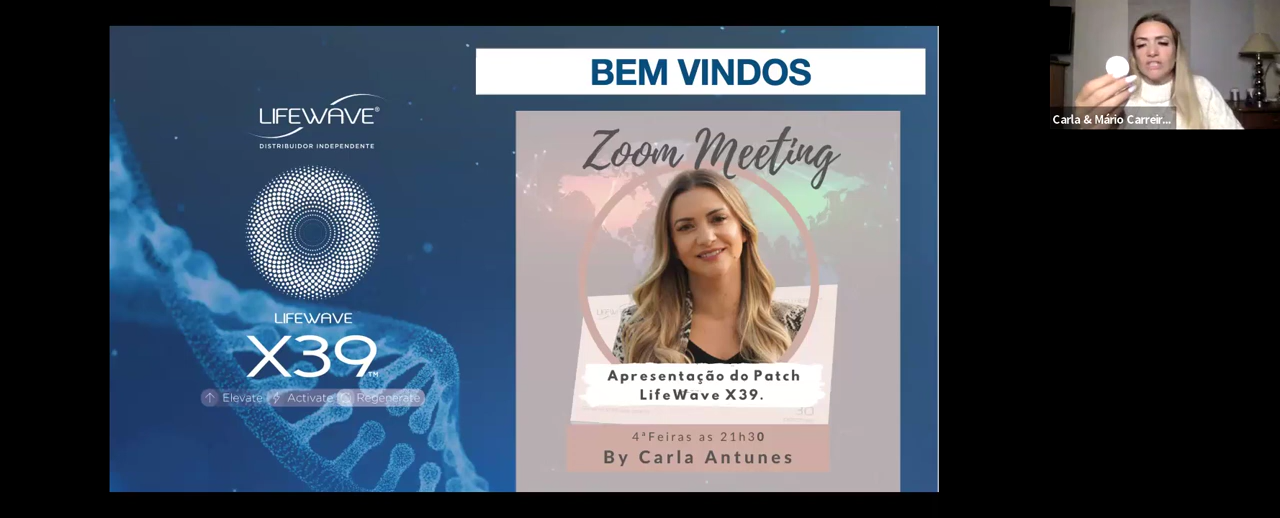 BEM VINDOS
LIFEWAVE®
DISTRIBUIDOR INDEPENDENTE
LIFEWAVE
X39™
Elevate Activate Regenerate
Zoom Meeting
Apresentação do Patch
LifeWave X39.
4ªFeiras as 21h30
By Carla Antunes
Carla & Mário Carreir...